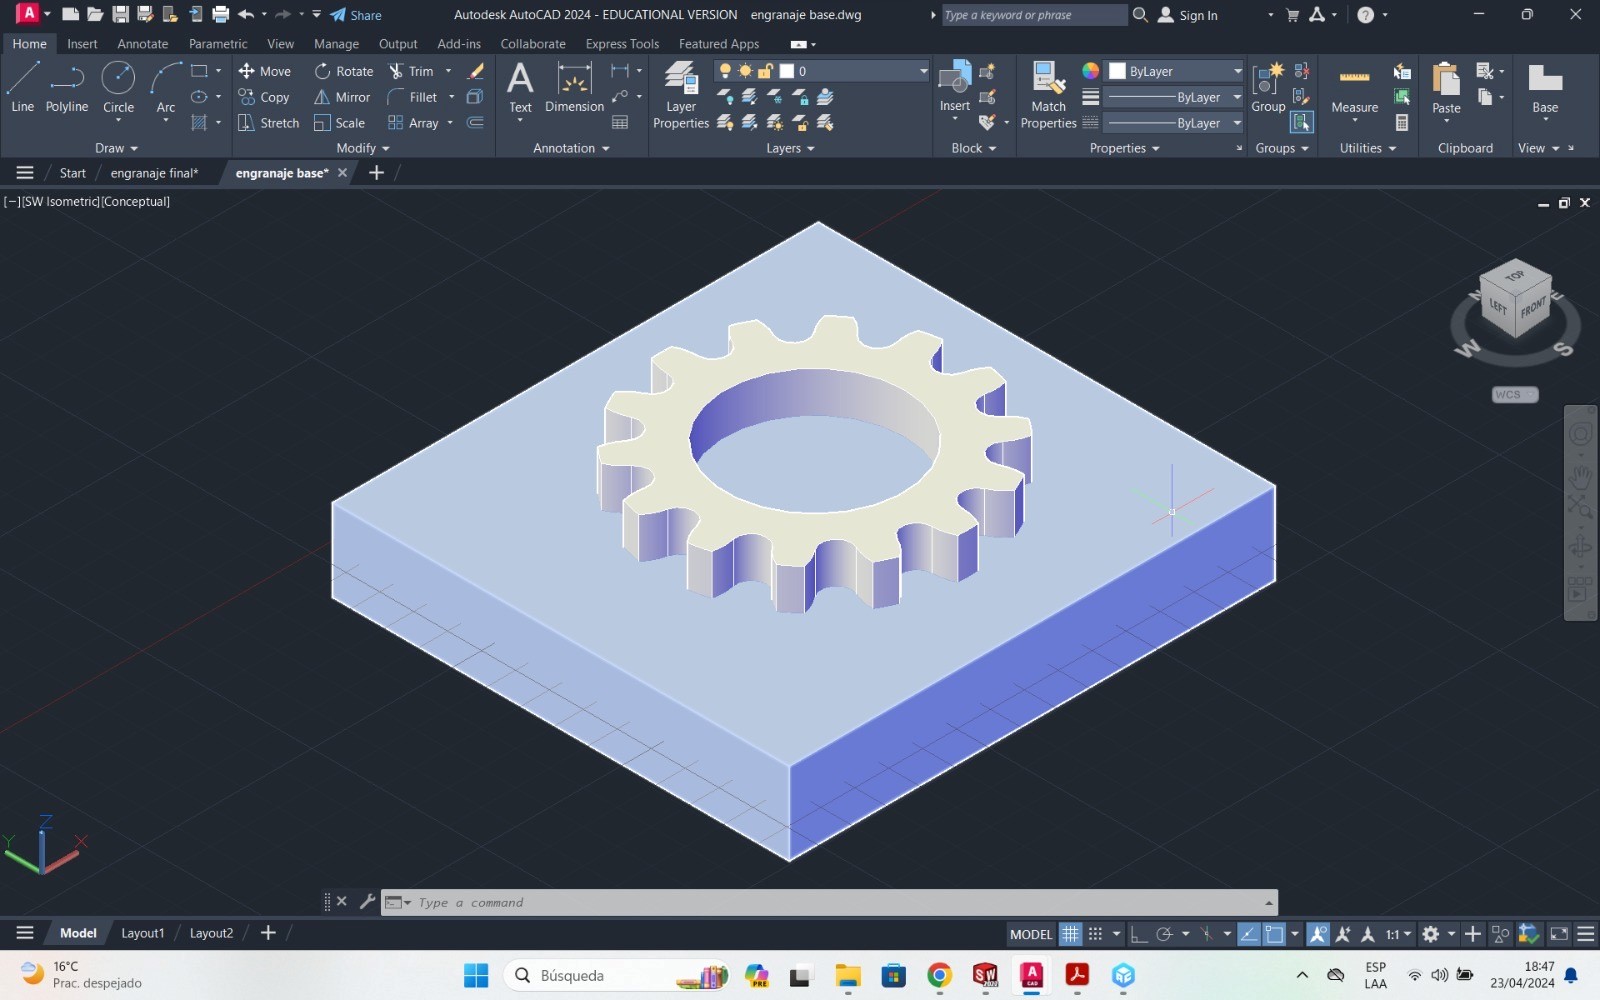 A Share Autodesk AutoCAD 2024 - EDUCATIONAL VERSION engranaje base.dwg Type a keyword or phrase Sign In
Home Insert Annotate Parametric View Manage Output Add-ins Collaborate Express Tools Featured Apps
Line Polyline Circle Arc
Draw
Move Rotate Trim
Copy Mirror Fillet
Stretch Scale Array
Modify
Text Dimension
Annotation
Layer Properties
0
Layers
Insert
Block
Match Properties
ByLayer
ByLayer
ByLayer
Properties
Group
Groups
Measure
Utilities
Paste
Clipboard
Base
View
Start engranaje final* engranaje base*
[−][SW Isometric][Conceptual]
TOP
LEFT FRONT
N E
W S
WCS
Z
Y X
Type a command
Model Layout1 Layout2
MODEL 1:1
16°C
Prac. despejado
Búsqueda
PRE
SW
2020
A
CAD
ESP
LAA
18:47
23/04/2024